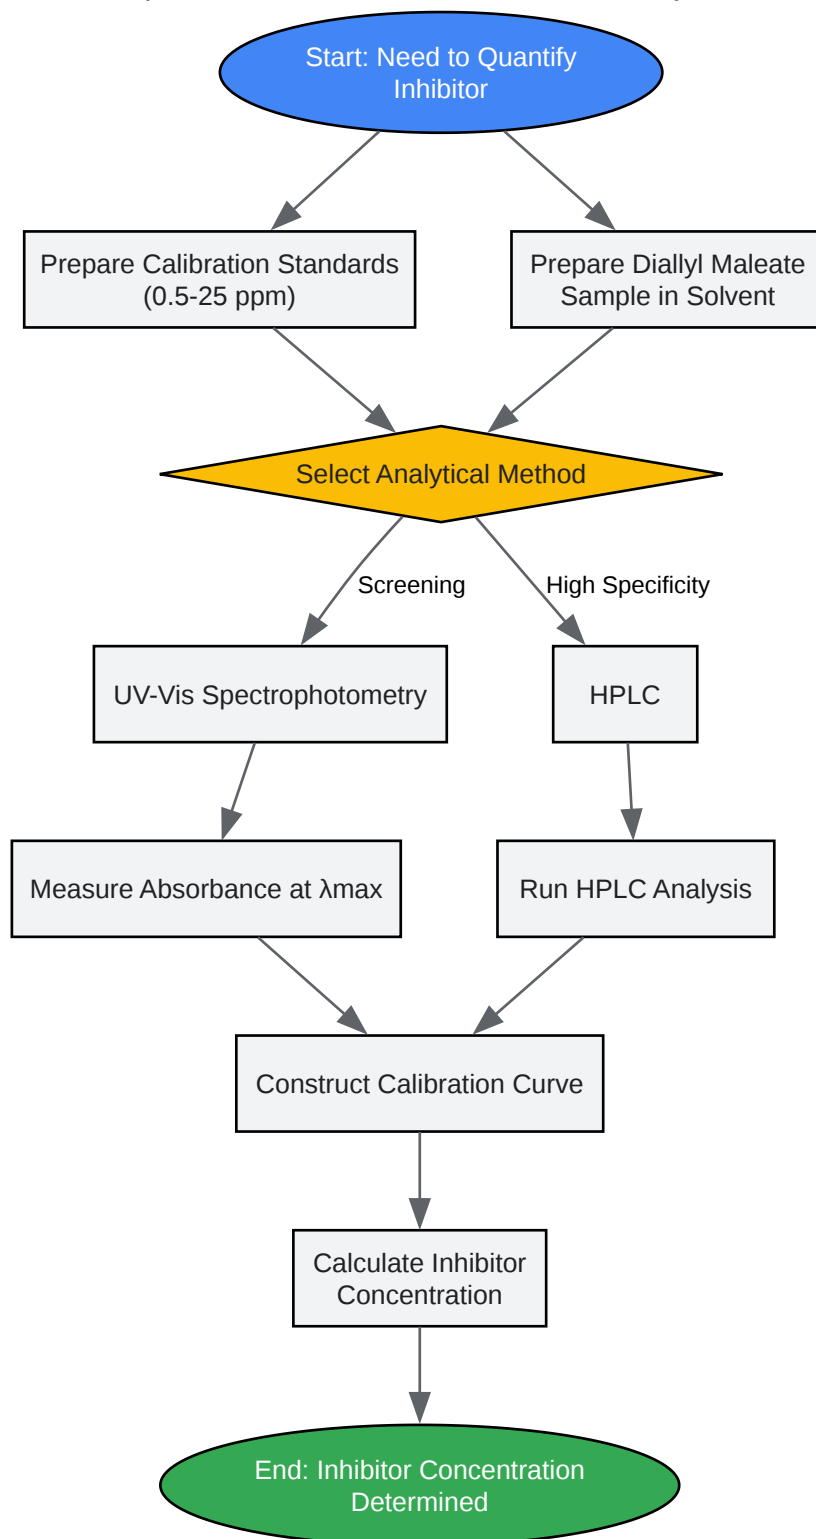 Start: Need to Quantify
Inhibitor
Prepare Calibration Standards
(0.5-25 ppm)
Prepare Diallyl Maleate
Sample in Solvent
Select Analytical Method
Screening
High Specificity
UV-Vis Spectrophotometry
HPLC
Measure Absorbance at λmax
Run HPLC Analysis
Construct Calibration Curve
Calculate Inhibitor
Concentration
End: Inhibitor Concentration
Determined